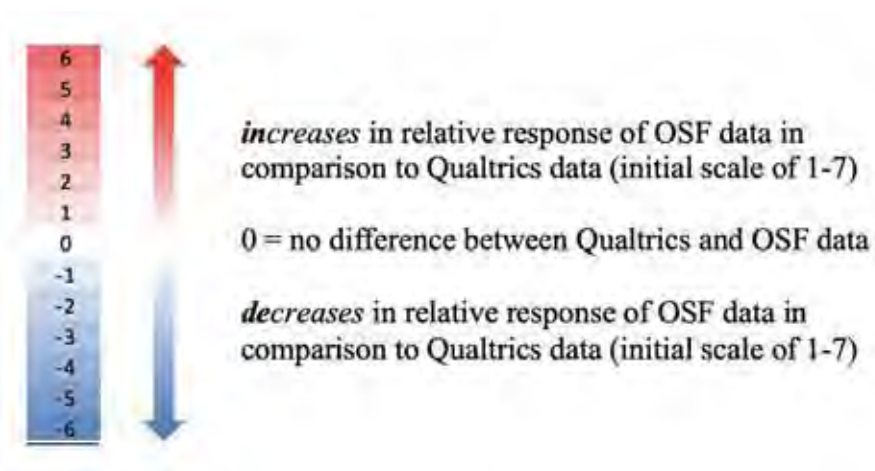 6
5
4
3
2
1
0
-1
-2
-3
-4
-5
-6
increases in relative response of OSF data in
comparison to Qualtrics data (initial scale of 1-7)
0 = no difference between Qualtrics and OSF data
decreases in relative response of OSF data in
comparison to Qualtrics data (initial scale of 1-7)